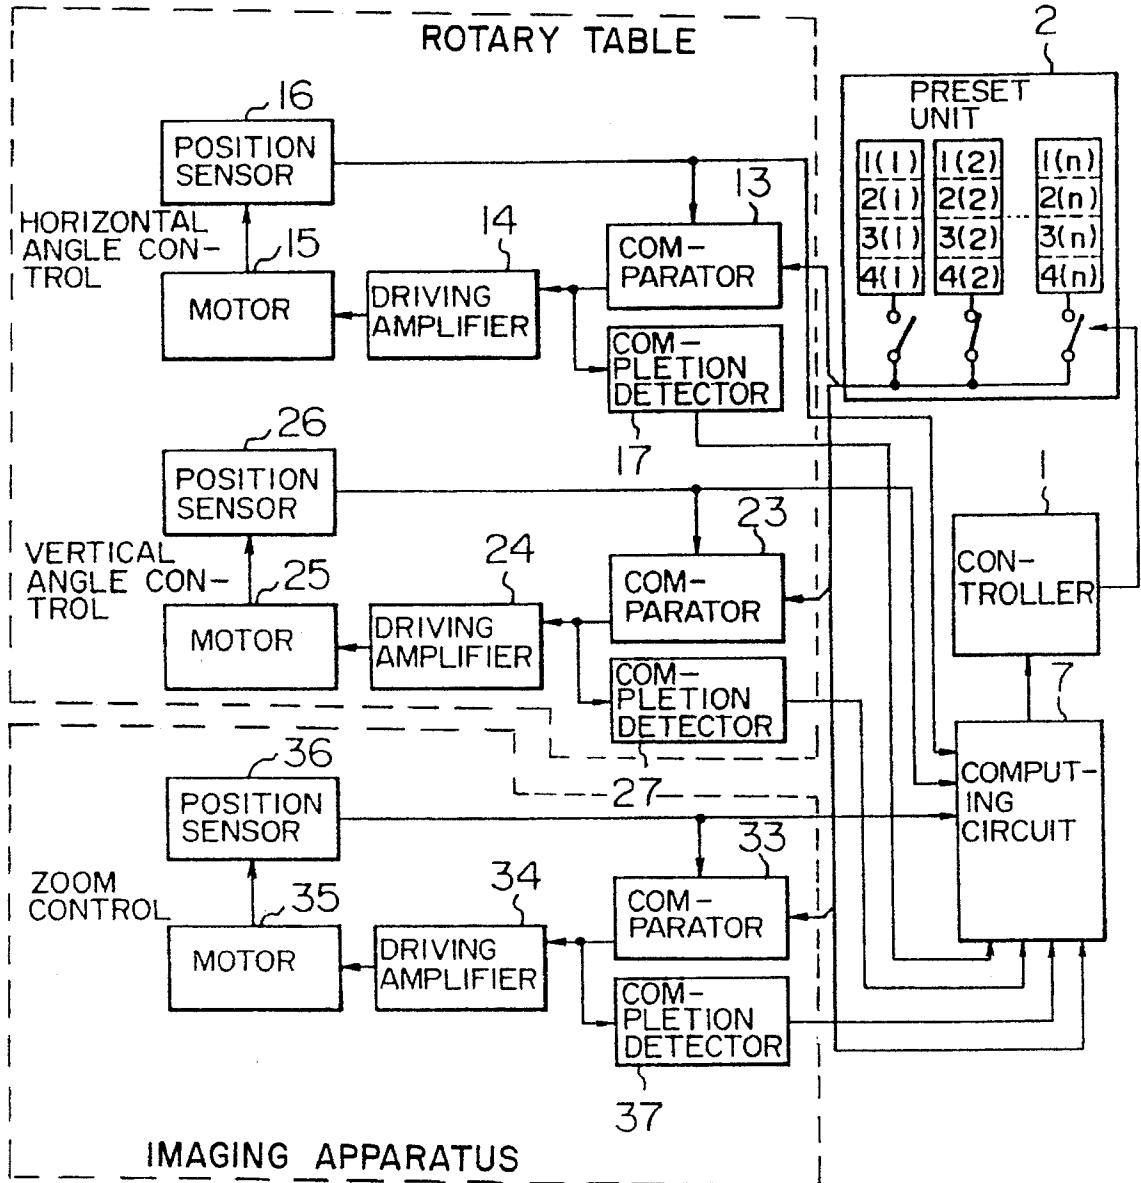 ROTARY TABLE
2
PRESET
UNIT
1(1) 1(2) 1(n)
2(1) 2(2) ... 2(n)
3(1) 3(2) 3(n)
4(1) 4(2) 4(n)
16
POSITION
SENSOR
HORIZONTAL
ANGLE CON-
TROL
15
MOTOR
14
DRIVING
AMPLIFIER
13
COM-
PARATOR
COM-
PLETION
DETECTOR
17
26
POSITION
SENSOR
VERTICAL
ANGLE CON-
TROL
25
MOTOR
24
DRIVING
AMPLIFIER
23
COM-
PARATOR
COM-
PLETION
DETECTOR
27
1
CON-
TROLLER
7
COMPUT-
ING
CIRCUIT
36
POSITION
SENSOR
ZOOM
CONTROL
35
MOTOR
34
DRIVING
AMPLIFIER
33
COM-
PARATOR
COM-
PLETION
DETECTOR
37
IMAGING APPARATUS